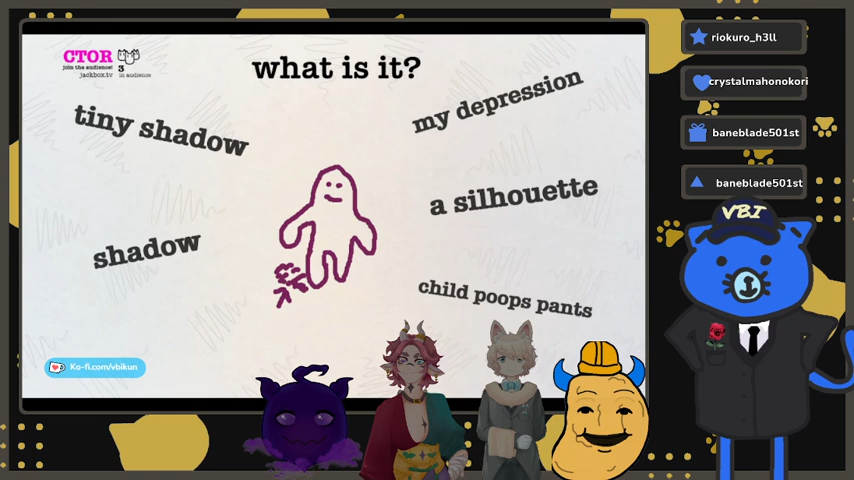 CTOR
join the audience!
jackbox.tv
3
in audience
what is it?
tiny shadow
my depression
a silhouette
shadow
child poops pants
Ko-fi.com/vbikun
riokuro_h3ll
crystalmahonokori
baneblade501st
baneblade501st
VBI